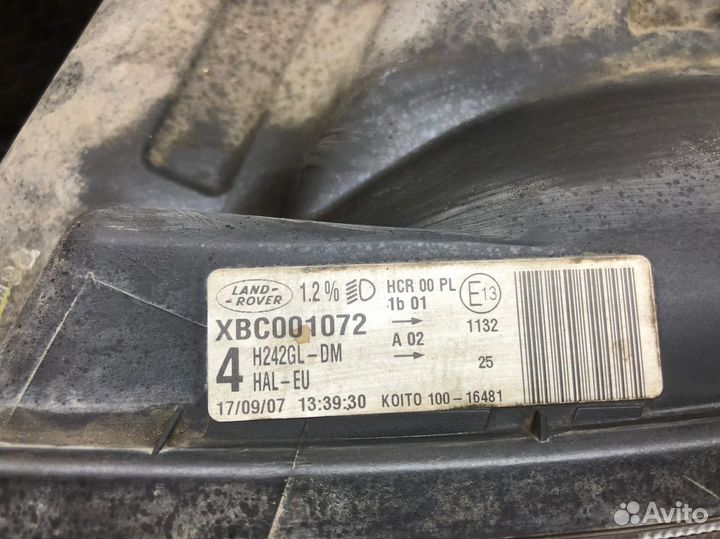 LAND-
-ROVER
1.2% HCR 00 PL E13
1b 01
XBC001072 → 1132
A 02
4 H242GL-DM → 25
HAL-EU
17/09/07 13:39:30 KOITO 100-16481
Avito